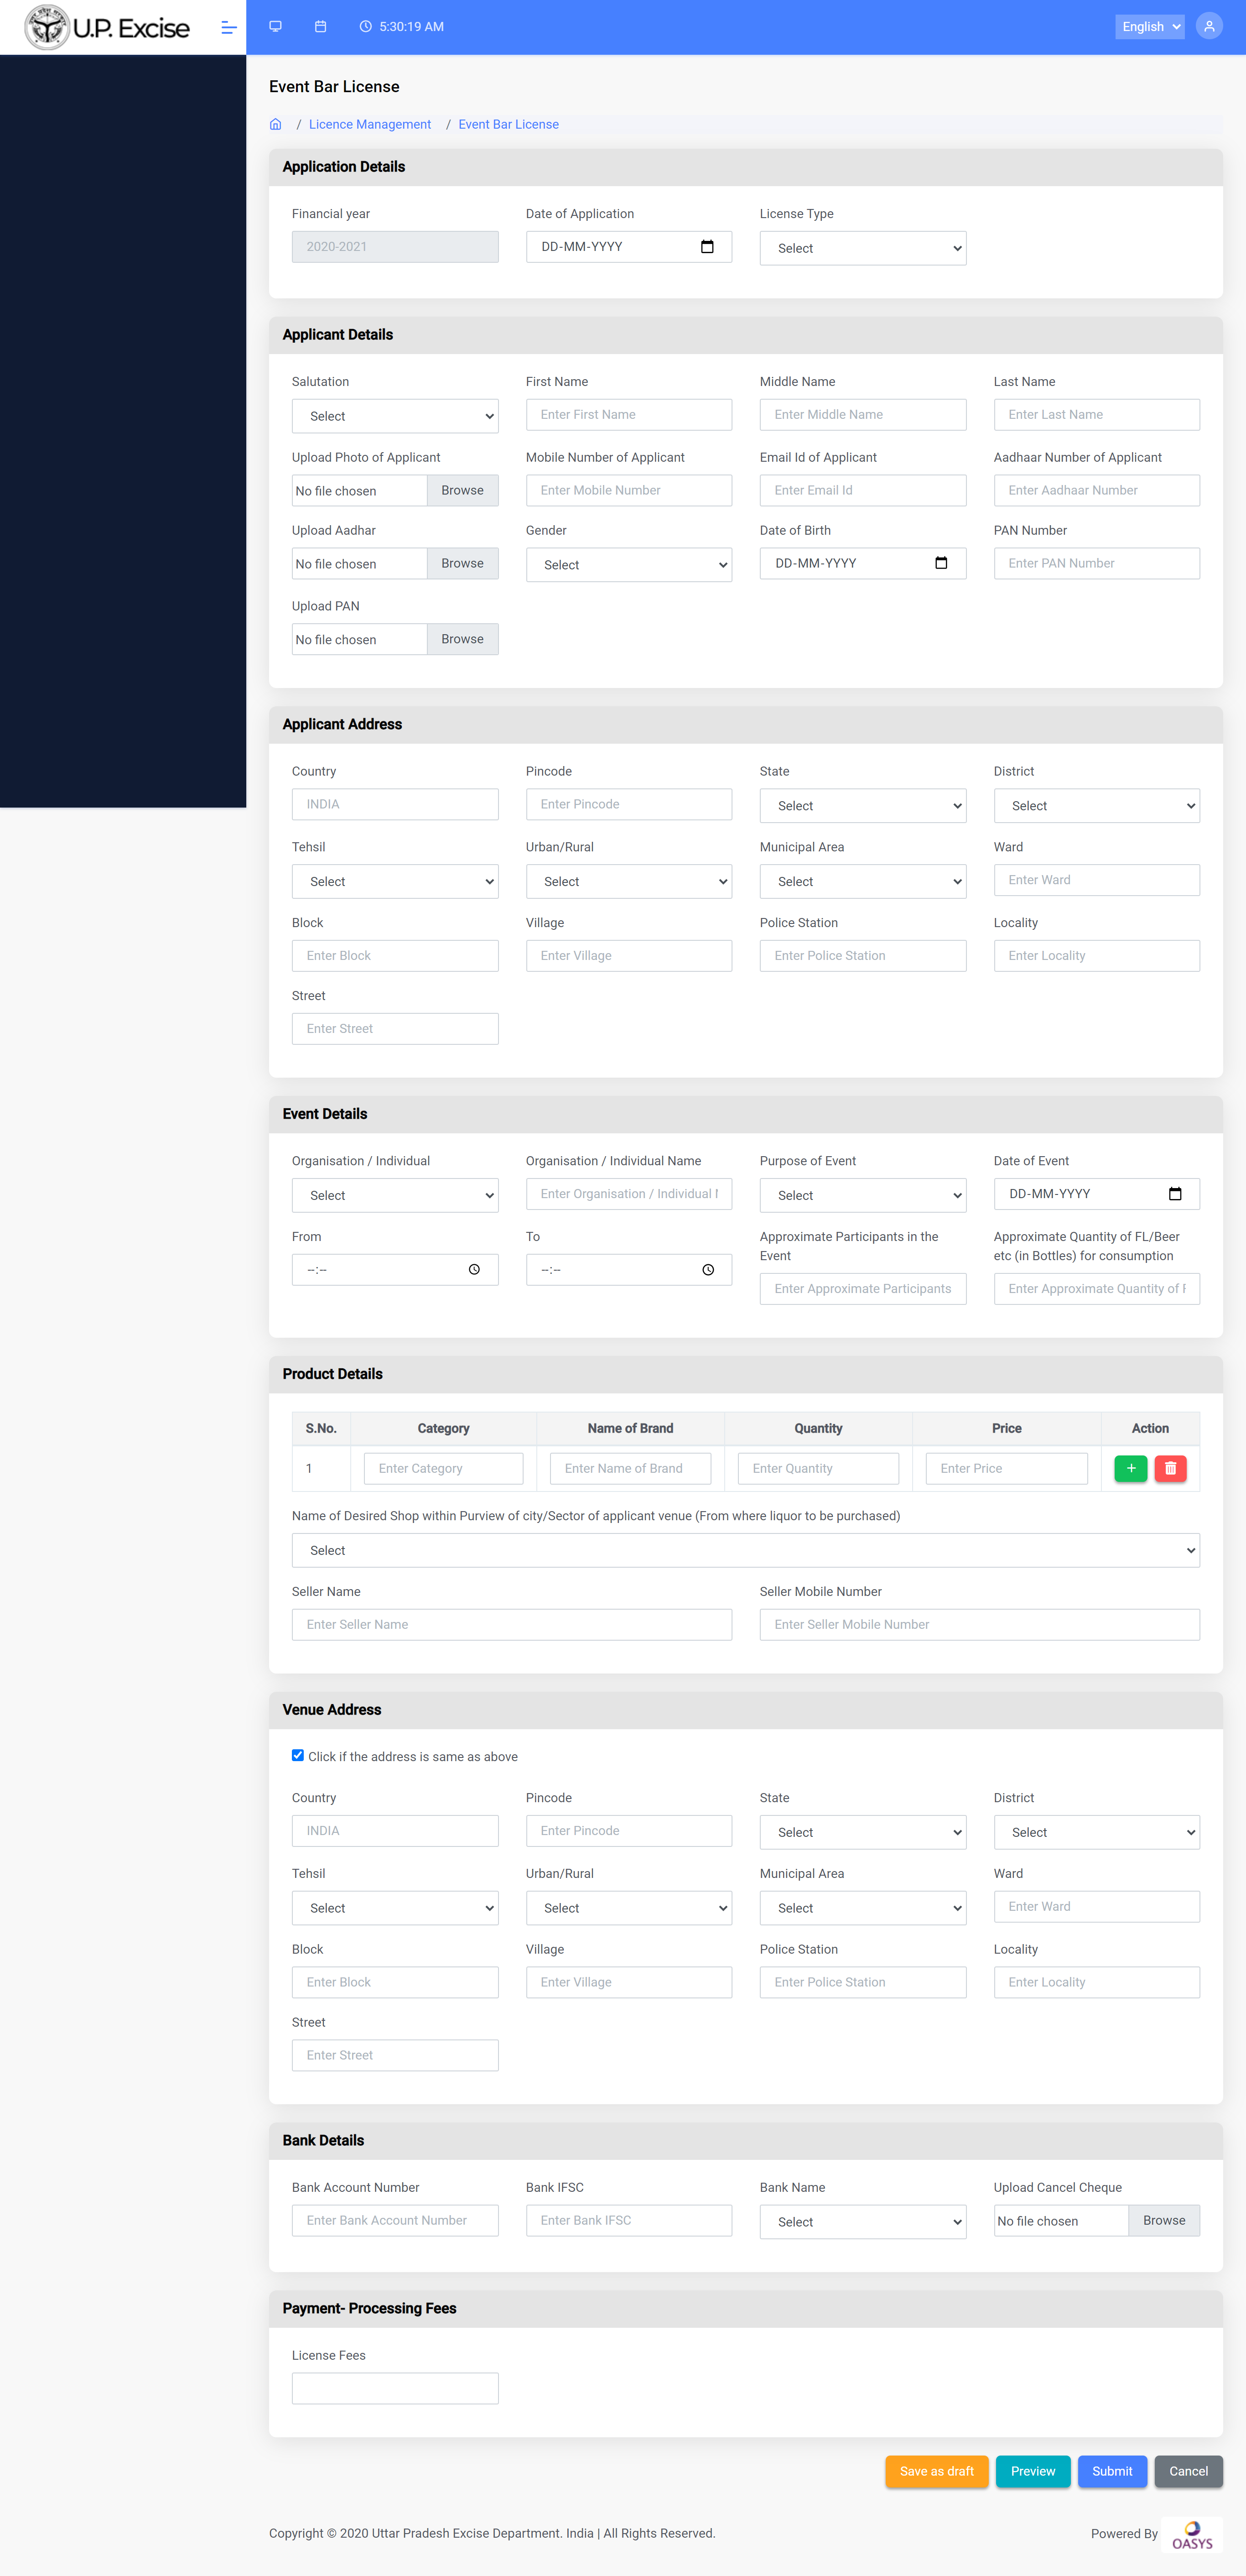 U.P. Excise
5:30:19 AM
English
Event Bar License
/ Licence Management / Event Bar License
Application Details
Financial year Date of Application License Type
2020-2021 DD-MM-YYYY Select
Applicant Details
Salutation First Name Middle Name Last Name
Select Enter First Name Enter Middle Name Enter Last Name
Upload Photo of Applicant Mobile Number of Applicant Email Id of Applicant Aadhaar Number of Applicant
No file chosen Browse Enter Mobile Number Enter Email Id Enter Aadhaar Number
Upload Aadhar Gender Date of Birth PAN Number
No file chosen Browse Select DD-MM-YYYY Enter PAN Number
Upload PAN
No file chosen Browse
Applicant Address
Country Pincode State District
INDIA Enter Pincode Select Select
Tehsil Urban/Rural Municipal Area Ward
Select Select Select Enter Ward
Block Village Police Station Locality
Enter Block Enter Village Enter Police Station Enter Locality
Street
Enter Street
Event Details
Organisation / Individual Organisation / Individual Name Purpose of Event Date of Event
Select Enter Organisation / Individual Select DD-MM-YYYY
From To Approximate Participants in the Event Approximate Quantity of FL/Beer etc (in Bottles) for consumption
--:-- --:-- Enter Approximate Participants Enter Approximate Quantity of
Product Details
S.No. Category Name of Brand Quantity Price Action
1 Enter Category Enter Name of Brand Enter Quantity Enter Price +
Name of Desired Shop within Purview of city/Sector of applicant venue (From where liquor to be purchased)
Select
Seller Name Seller Mobile Number
Enter Seller Name Enter Seller Mobile Number
Venue Address
Click if the address is same as above
Country Pincode State District
INDIA Enter Pincode Select Select
Tehsil Urban/Rural Municipal Area Ward
Select Select Select Enter Ward
Block Village Police Station Locality
Enter Block Enter Village Enter Police Station Enter Locality
Street
Enter Street
Bank Details
Bank Account Number Bank IFSC Bank Name Upload Cancel Cheque
Enter Bank Account Number Enter Bank IFSC Select No file chosen Browse
Payment- Processing Fees
License Fees
Save as draft Preview Submit Cancel
Copyright © 2020 Uttar Pradesh Excise Department. India | All Rights Reserved. Powered By OASYS